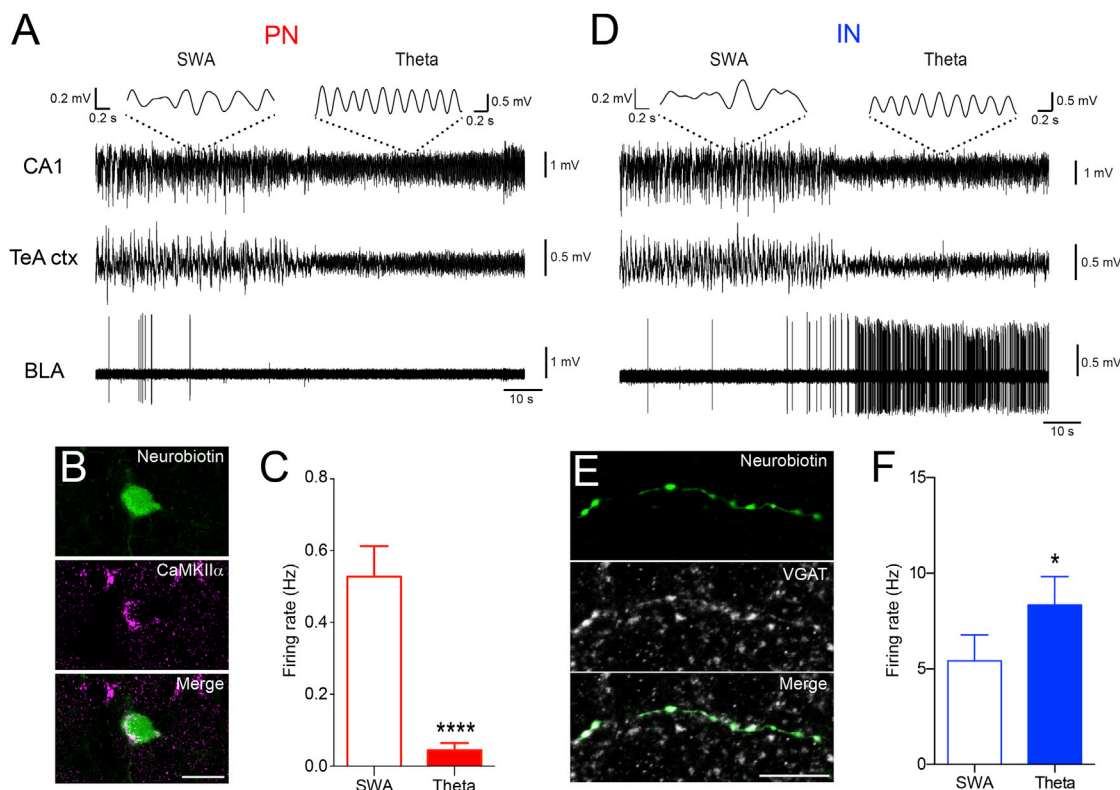 A
PN
SWA
Theta
0.2 mV
0.2 s
0.5 mV
0.2 s
CA1
1 mV
TeA ctx
0.5 mV
BLA
1 mV
10 s
D
IN
SWA
Theta
0.2 mV
0.2 s
0.5 mV
0.2 s
1 mV
0.5 mV
0.5 mV
10 s
B
Neurobiotin
CaMKIIα
Merge
C
Firing rate (Hz)
0.8
0.6
0.4
0.2
0.0
****
SWA
Theta
E
Neurobiotin
VGAT
Merge
F
Firing rate (Hz)
15
10
5
0
*
SWA
Theta